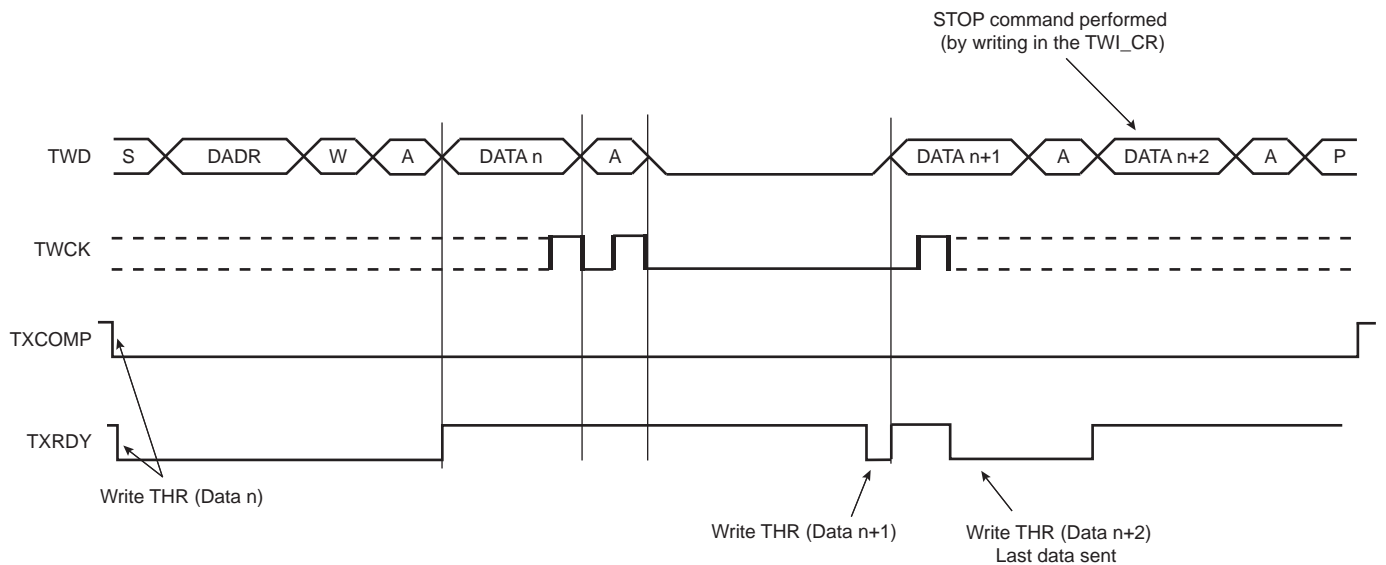 STOP command performed
(by writing in the TWI_CR)
TWD S DADR W A DATA n A DATA n+1 A DATA n+2 A P
TWCK
TXCOMP
TXRDY
Write THR (Data n)
Write THR (Data n+1) Write THR (Data n+2)
Last data sent